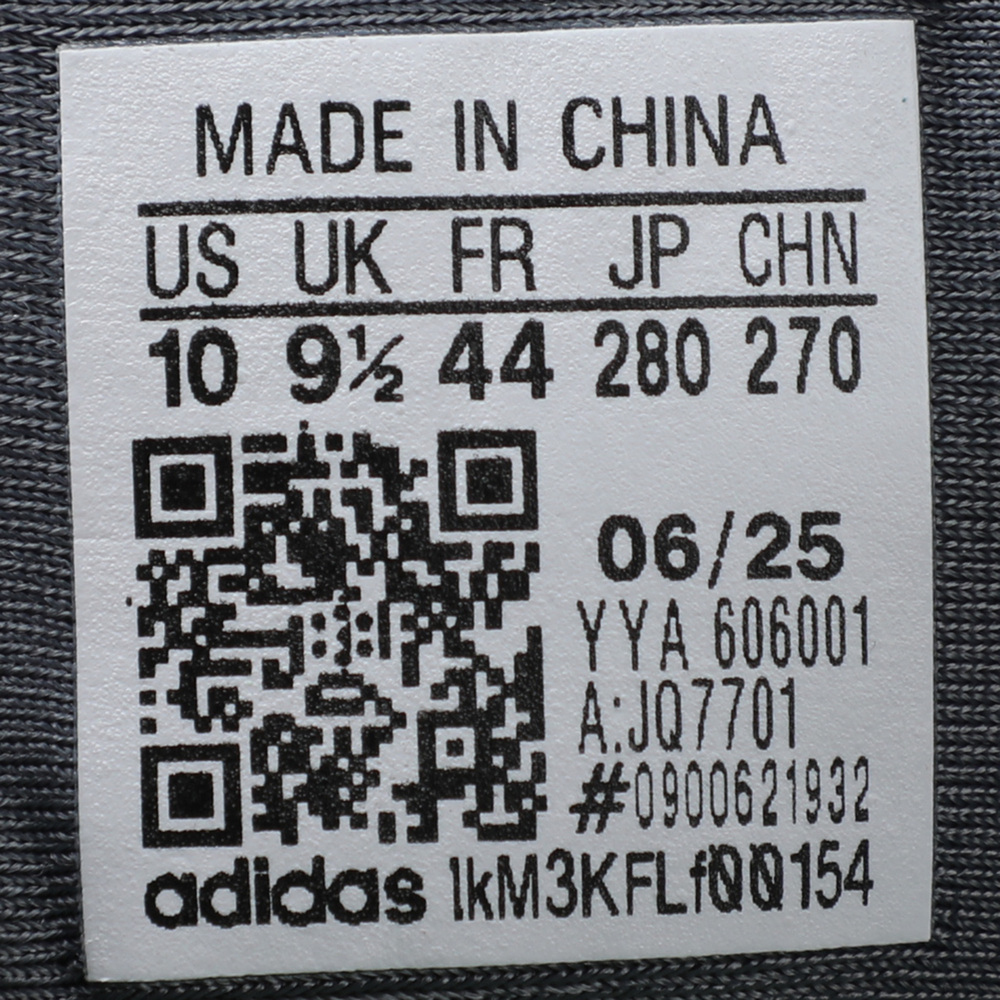 MADE IN CHINA
US UK FR JP CHN
10 9½ 44 280 270
06/25
YYA 606001
A:JQ7701
#0900621932
adidas